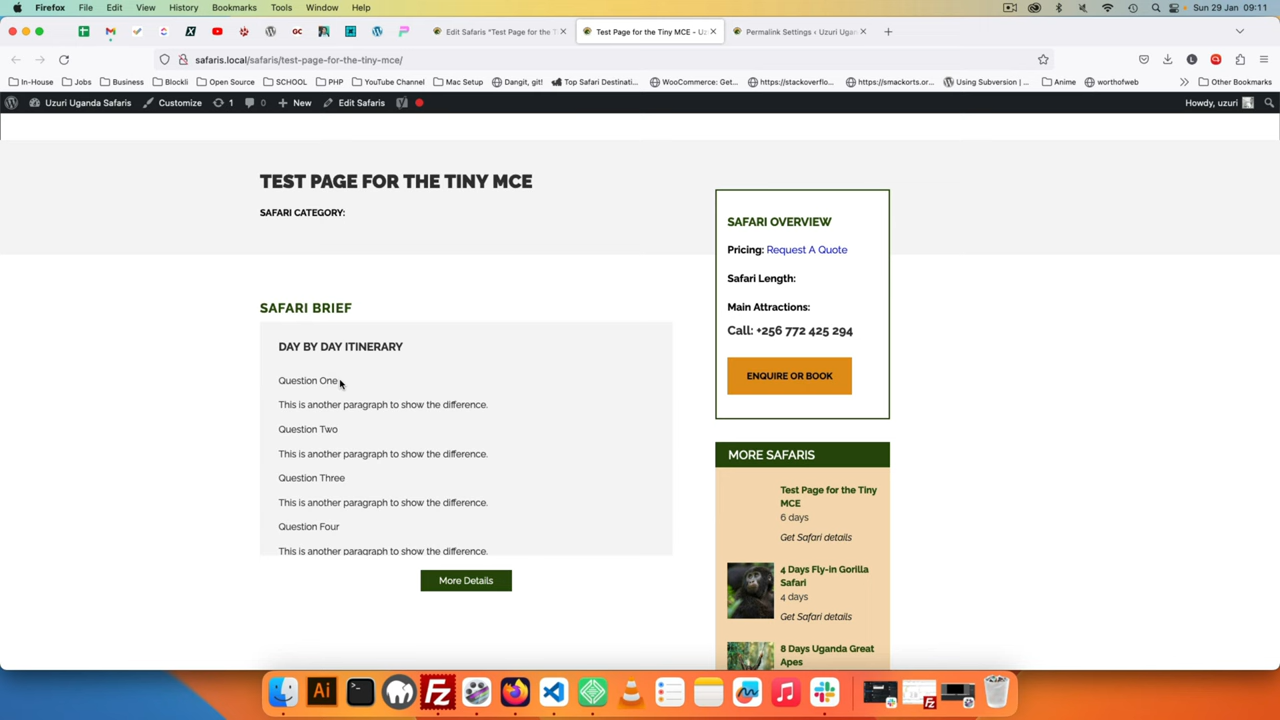 Firefox File Edit View History Bookmarks Tools Window Help Sun 29 Jan 09:11
Edit Safaris "Test Page for the T Test Page for the Tiny MCE – Uz Permalink Settings ‹ Uzuri Ugan
safaris.local/safaris/test-page-for-the-tiny-mce/
In-House Jobs Business Blockli Open Source SCHOOL PHP YouTube Channel Mac Setup Dangit, git! Top Safari Destinati... WooCommerce: Get... https://stackoverflo... https://smackorts.or... Using Subversion | ... Anime worthofweb Other Bookmarks
Uzuri Uganda Safaris Customize 1 0 New Edit Safaris Howdy, uzuri
TEST PAGE FOR THE TINY MCE
SAFARI CATEGORY:
SAFARI BRIEF
DAY BY DAY ITINERARY
Question One
This is another paragraph to show the difference.
Question Two
This is another paragraph to show the difference.
Question Three
This is another paragraph to show the difference.
Question Four
This is another paragraph to show the difference.
More Details
SAFARI OVERVIEW
Pricing: Request A Quote
Safari Length:
Main Attractions:
Call: +256 772 425 294
ENQUIRE OR BOOK
MORE SAFARIS
Test Page for the Tiny
MCE
6 days
Get Safari details
4 Days Fly-in Gorilla
Safari
4 days
Get Safari details
8 Days Uganda Great
Apes
Ai
Fz